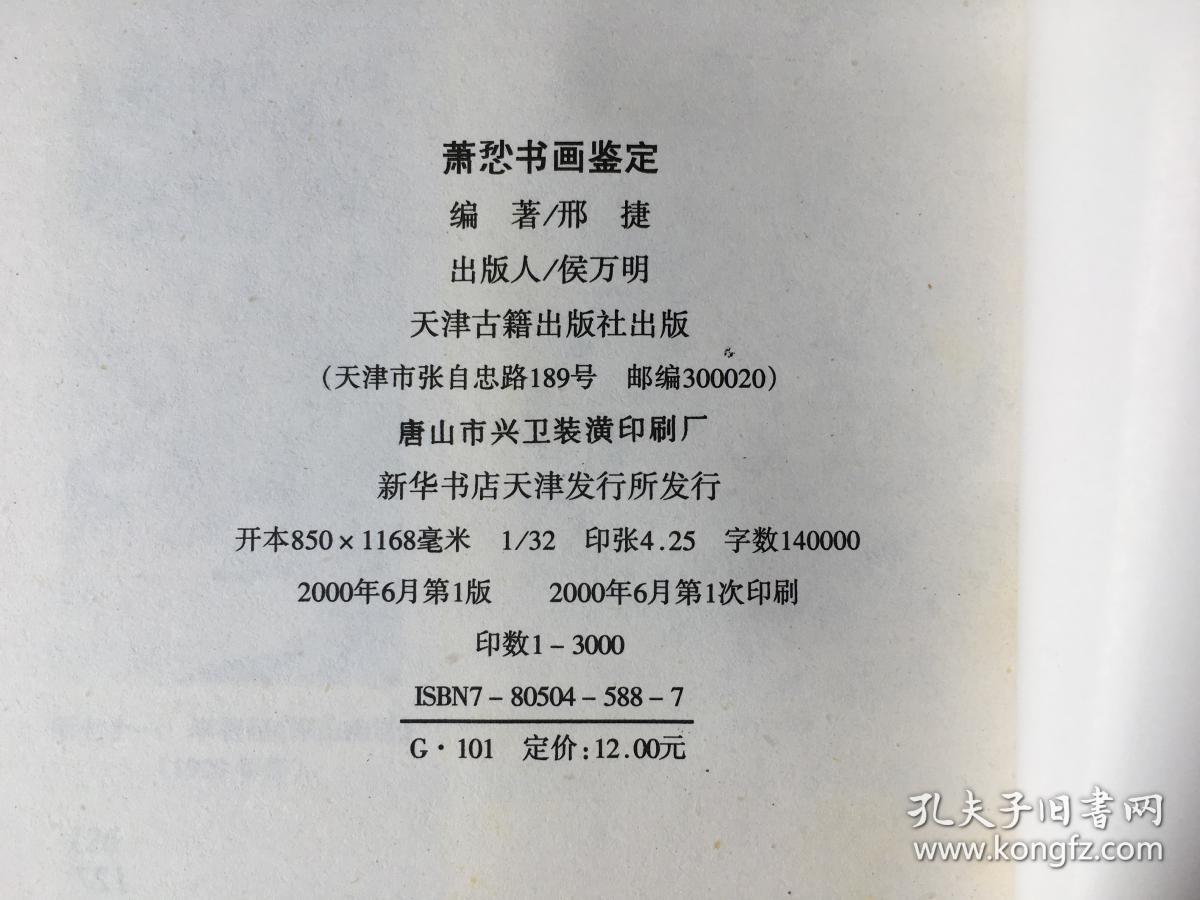 萧愻书画鉴定
编　著/邢　捷
出版人/侯万明
天津古籍出版社出版
(天津市张自忠路189号　邮编300020)
唐山市兴卫装潢印刷厂
新华书店天津发行所发行
开本850×1168毫米　1/32　印张4.25　字数140000
2000年6月第1版　2000年6月第1次印刷
印数1-3000
ISBN7-80504-588-7
G·101　定价:12.00元
孔夫子旧书网
www.kongfz.com